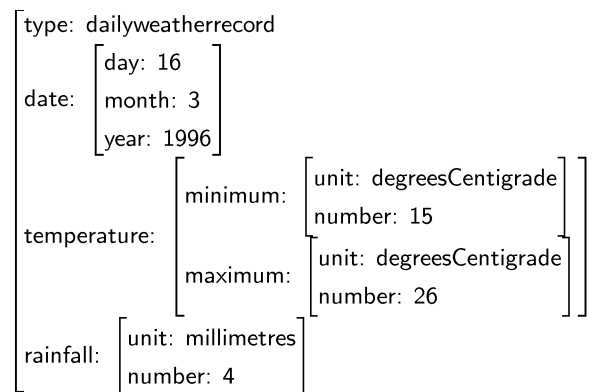 type: dailyweatherrecord
date:
day: 16
month: 3
year: 1996
temperature:
minimum:
unit: degreesCentigrade
number: 15
maximum:
unit: degreesCentigrade
number: 26
rainfall:
unit: millimetres
number: 4